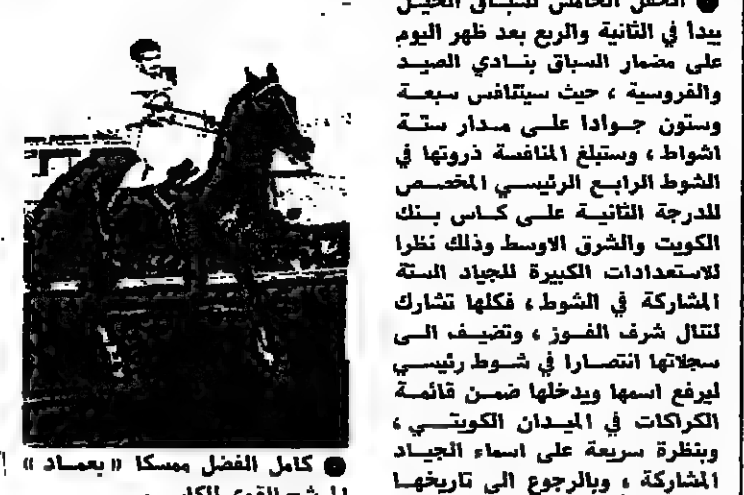 ● الحفل الخامس لسباق الخيل
يبدأ في الثانية والربع بعد ظهر اليوم
على مضمار السباق بنادي الصيد
والفروسية ، حيث سيتنافس سبعة
وستون جوادا على مدار ستة
اشواط ، وستبلغ المنافسة ذروتها في
الشوط الرابع الرئيسي المخصص
للدرجة الثانية على كاس بنك
الكويت والشرق الاوسط وذلك نظرا
للاستعدادات الكبيرة للجياد الستة
المشاركة في الشوط ، فكلها تشارك
لتنال شرف الفوز ، وتضيف الى
سجلاتها انتصارا في شوط رئيسي
ليرفع اسمها ويدخلها ضمن قائمة
الكراكات في الميدان الكويتي ،
وبنظرة سريعة على اسماء الجياد
المشاركة ، وبالرجوع الى تاريخها
● كامل الفضل ممسكا «بعماد»